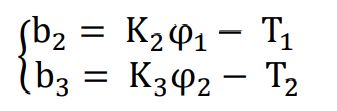 b₂ = K₂φ₁ − T₁
b₃ = K₃φ₂ − T₂